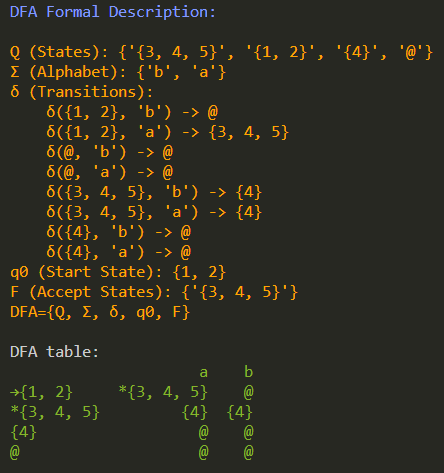 DFA Formal Description:
Q (States): {'{3, 4, 5}', '{1, 2}', '{4}', '@'}
Σ (Alphabet): {'b', 'a'}
δ (Transitions):
δ({1, 2}, 'b') -> @
δ({1, 2}, 'a') -> {3, 4, 5}
δ(@, 'b') -> @
δ(@, 'a') -> @
δ({3, 4, 5}, 'b') -> {4}
δ({3, 4, 5}, 'a') -> {4}
δ({4}, 'b') -> @
δ({4}, 'a') -> @
q0 (Start State): {1, 2}
F (Accept States): {'{3, 4, 5}'}
DFA={Q, Σ, δ, q0, F}
DFA table:
a b
→{1, 2} *{3, 4, 5} @
*{3, 4, 5} {4} {4}
{4} @ @
@ @ @